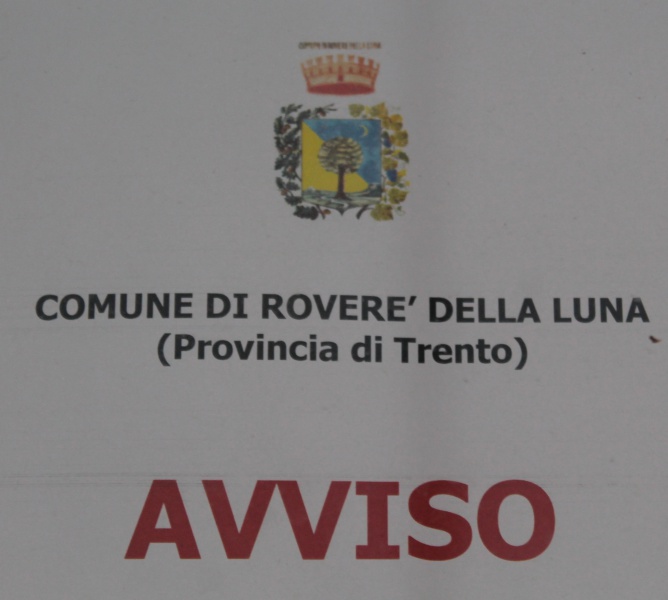 COMUNE DI ROVERE' DELLA LUNA
(Provincia di Trento)
AVVISO